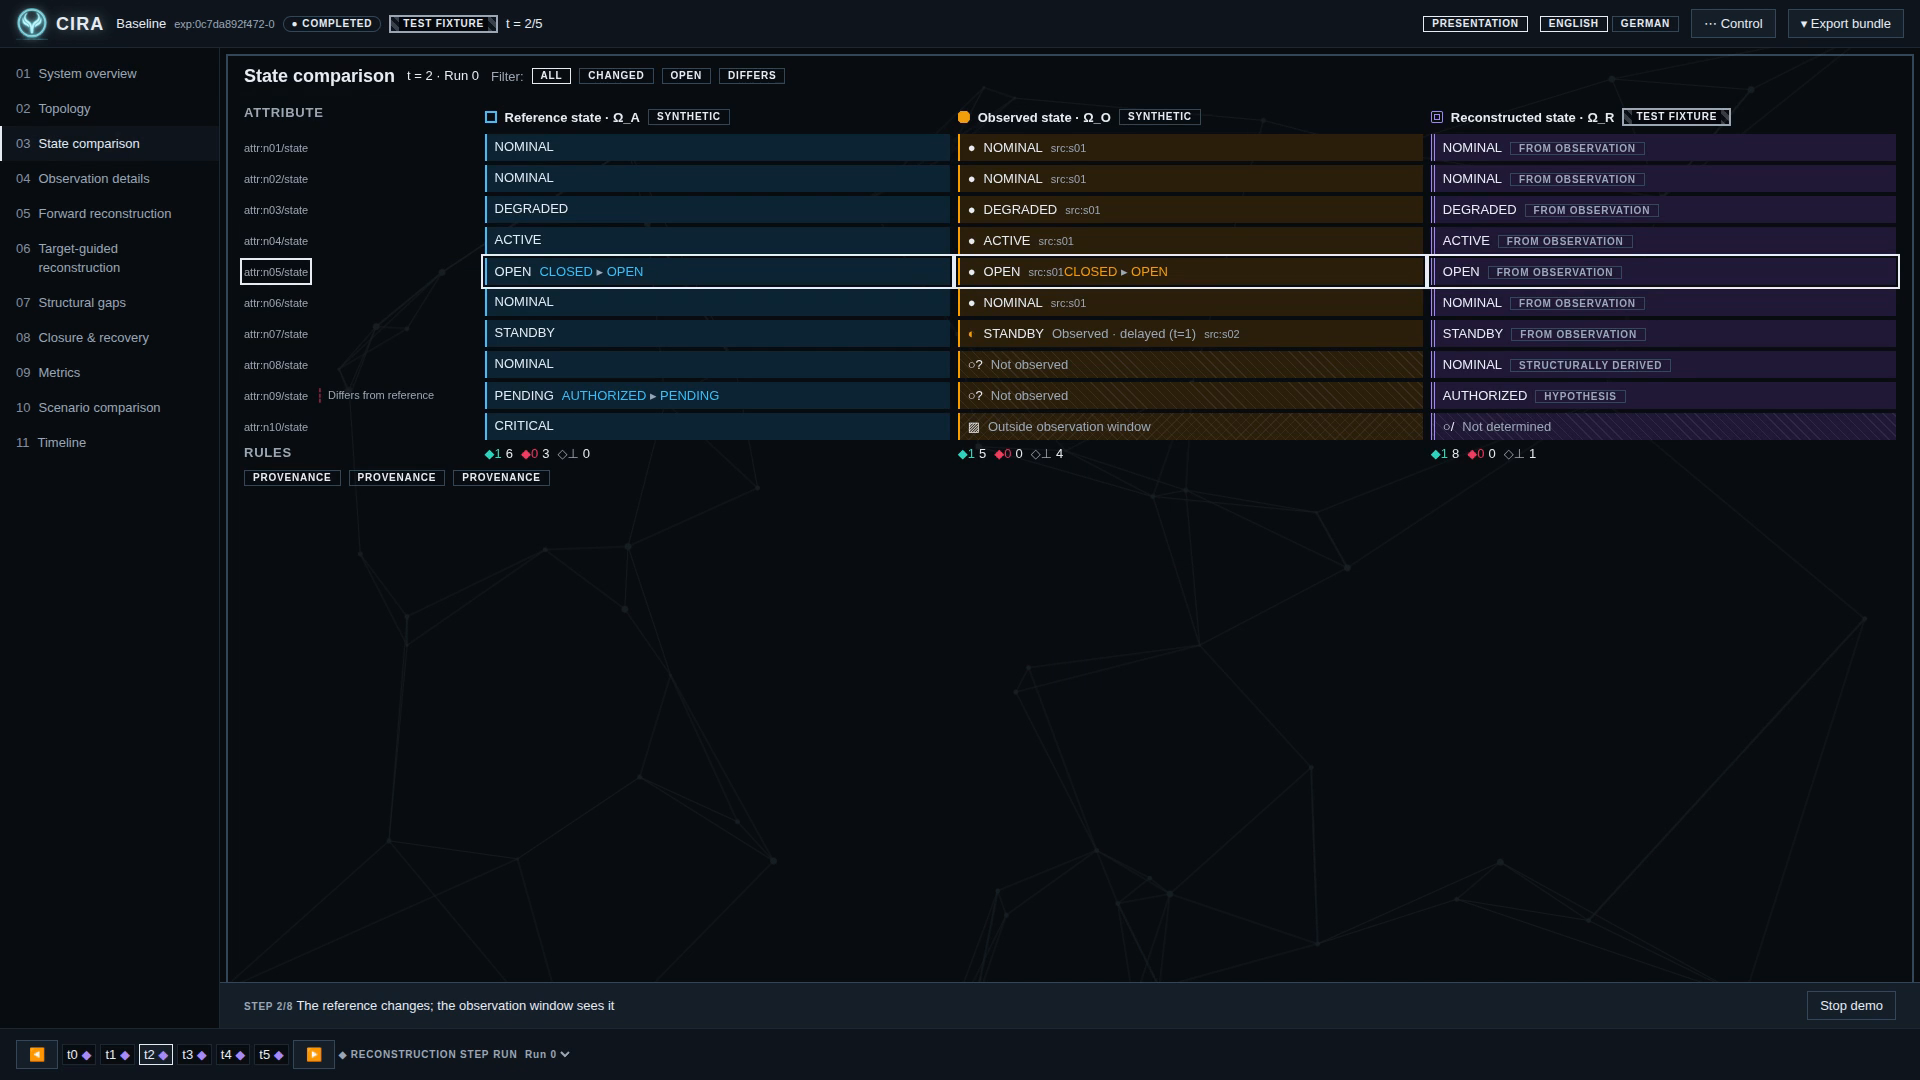 CIRA Baseline exp:0c7da892f472-0 ● COMPLETED TEST FIXTURE t = 2/5 PRESENTATION ENGLISH GERMAN ⋯ Control ▾ Export bundle
01 System overview
02 Topology
03 State comparison
04 Observation details
05 Forward reconstruction
06 Target-guided
reconstruction
07 Structural gaps
08 Closure & recovery
09 Metrics
10 Scenario comparison
11 Timeline
State comparison t = 2 · Run 0 Filter: ALL CHANGED OPEN DIFFERS
ATTRIBUTE Reference state · Ω_A SYNTHETIC Observed state · Ω_O SYNTHETIC Reconstructed state · Ω_R TEST FIXTURE
attr:n01/state NOMINAL ● NOMINAL src:s01 NOMINAL FROM OBSERVATION
attr:n02/state NOMINAL ● NOMINAL src:s01 NOMINAL FROM OBSERVATION
attr:n03/state DEGRADED ● DEGRADED src:s01 DEGRADED FROM OBSERVATION
attr:n04/state ACTIVE ● ACTIVE src:s01 ACTIVE FROM OBSERVATION
attr:n05/state OPEN CLOSED ▸ OPEN ● OPEN src:s01CLOSED ▸ OPEN OPEN FROM OBSERVATION
attr:n06/state NOMINAL ● NOMINAL src:s01 NOMINAL FROM OBSERVATION
attr:n07/state STANDBY ◖ STANDBY Observed · delayed (t=1) src:s02 STANDBY FROM OBSERVATION
attr:n08/state NOMINAL ○? Not observed NOMINAL STRUCTURALLY DERIVED
attr:n09/state ┇ Differs from reference PENDING AUTHORIZED ▸ PENDING ○? Not observed AUTHORIZED HYPOTHESIS
attr:n10/state CRITICAL ▨ Outside observation window ○/ Not determined
RULES ◆1 6 ◆0 3 ◇⊥ 0 ◆1 5 ◆0 0 ◇⊥ 4 ◆1 8 ◆0 0 ◇⊥ 1
PROVENANCE PROVENANCE PROVENANCE
STEP 2/8 The reference changes; the observation window sees it Stop demo
t0 ◆ t1 ◆ t2 ◆ t3 ◆ t4 ◆ t5 ◆ ◆ RECONSTRUCTION STEP RUN Run 0